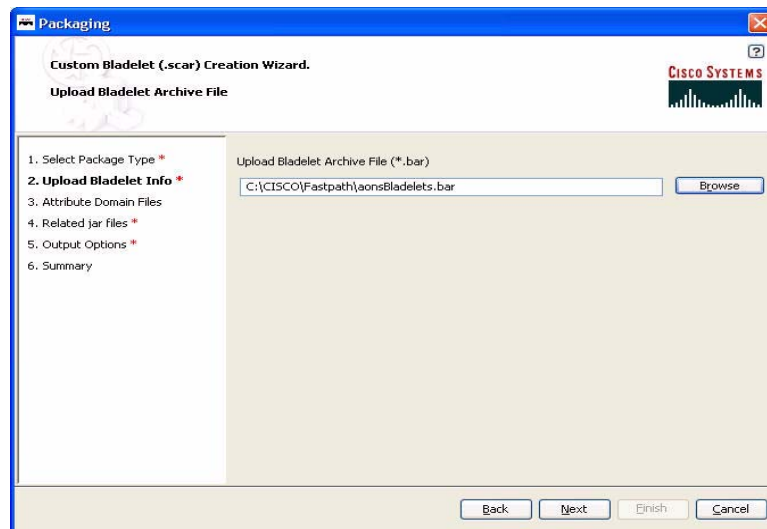 Packaging
?
Custom Bladelet (.scar) Creation Wizard.
Upload Bladelet Archive File
CISCO SYSTEMS
1. Select Package Type *
2. Upload Bladelet Info *
3. Attribute Domain Files
4. Related jar files *
5. Output Options *
6. Summary
Upload Bladelet Archive File (*.bar)
C:\CISCO\Fastpath\aonsBladelets.bar
Browse
Back
Next
Finish
Cancel